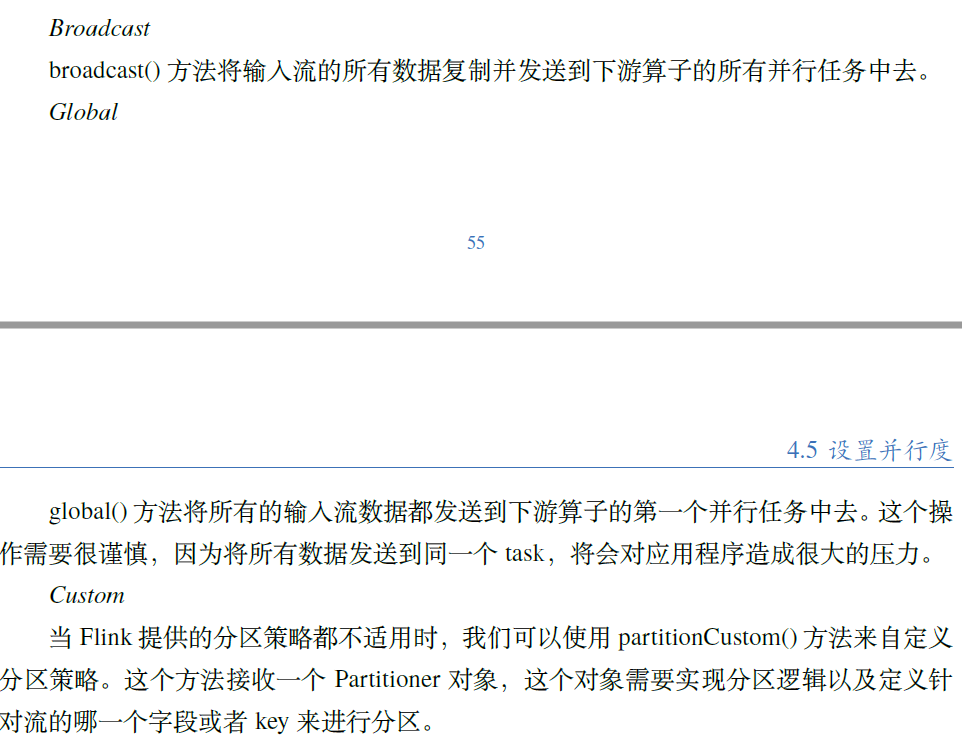 Broadcast
broadcast() 方法将输入流的所有数据复制并发送到下游算子的所有并行任务中去。
Global
55
4.5 设置并行度
global() 方法将所有的输入流数据都发送到下游算子的第一个并行任务中去。这个操
作需要很谨慎，因为将所有数据发送到同一个 task，将会对应用程序造成很大的压力。
Custom
当 Flink 提供的分区策略都不适用时，我们可以使用 partitionCustom() 方法来自定义
分区策略。这个方法接收一个 Partitioner 对象，这个对象需要实现分区逻辑以及定义针
对流的哪一个字段或者 key 来进行分区。